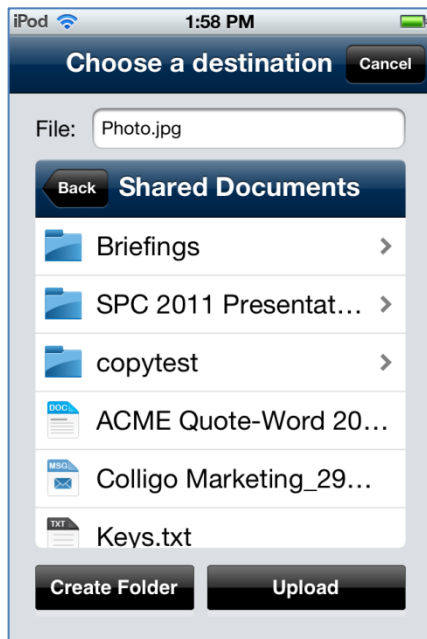 iPod 1:58 PM
Choose a destination Cancel
File: Photo.jpg
Back Shared Documents
Briefings
SPC 2011 Presentat...
copytest
DOC
ACME Quote-Word 20...
MSG
Colligo Marketing_29...
TXT
Keys.txt
Create Folder Upload